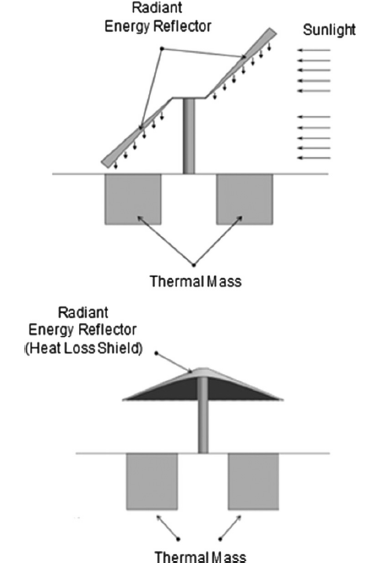 Radiant
Energy Reflector
Sunlight
Thermal Mass
Radiant
Energy Reflector
(Heat Loss Shield)
Thermal Mass